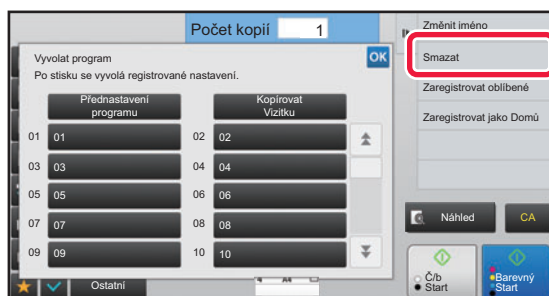 Počet kopií 1
Vyvolat program
OK
Po stisku se vyvolá registrované nastavení.
Přednastavení
programu
Kopírovat
Vizitku
01 01
02 02
03 03
04 04
05 05
06 06
07 07
08 08
09 09
10 10
Ostatní
A4
Změnit iméno
Smazat
Zaregistrovat oblíbené
Zaregistrovat jako Domů
Náhled
CA
Č/b
Start
Barevný
Start